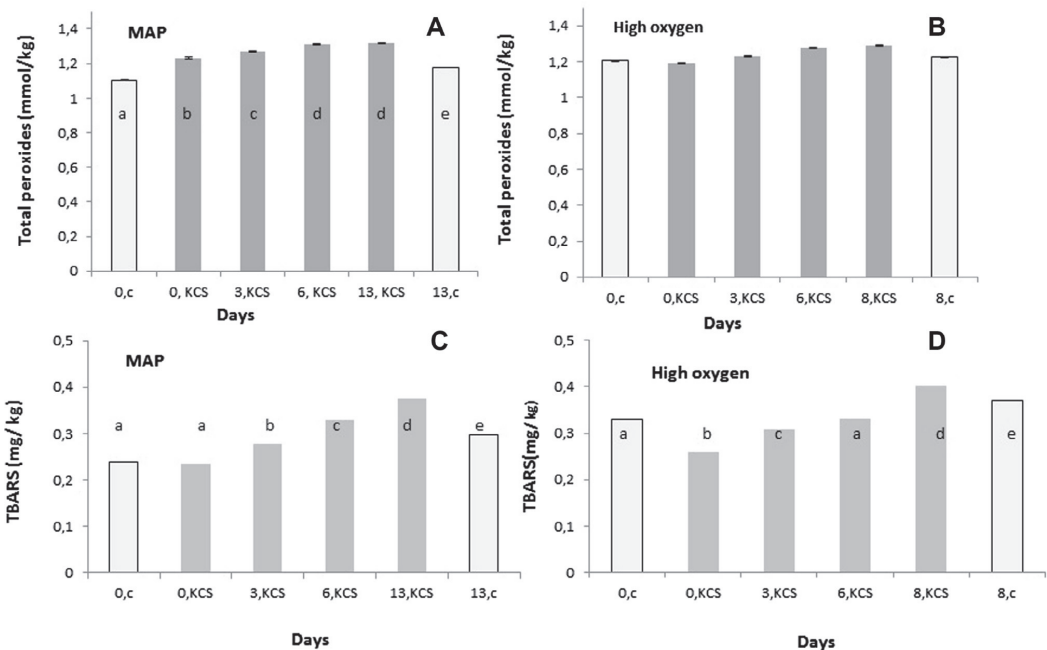 MAP
A
Total peroxides (mmol/kg)
1,4
1,2
1
0,8
0,6
0,4
0,2
0
a
b
c
d
d
e
0,c
0, KCS
3,KCS
6, KCS
13, KCS
13,c
Days
High oxygen
B
Total peroxides (mmol/kg)
1,4
1,2
1
0,8
0,6
0,4
0,2
0
0,c
0,KCS
3,KCS
6,KCS
8,KCS
8,c
Days
MAP
C
TBARS (mg/ kg)
0,5
0,4
0,3
0,2
0,1
0
a
a
b
c
d
e
0,c
0,KCS
3,KCS
6,KCS
13,KCS
13,c
Days
High oxygen
D
TBARS(mg/ kg)
0,5
0,4
0,3
0,2
0,1
0
a
b
c
a
d
e
0,c
0,KCS
3,KCS
6,KCS
8,KCS
8,c
Days